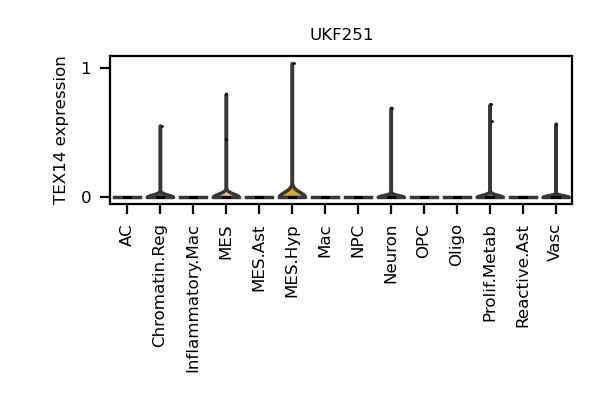 UKF251
TEX14 expression
1
0
AC
Chromatin.Reg
Inflammatory.Mac
MES
MES.Ast
MES.Hyp
Mac
NPC
Neuron
OPC
Oligo
Prolif.Metab
Reactive.Ast
Vasc